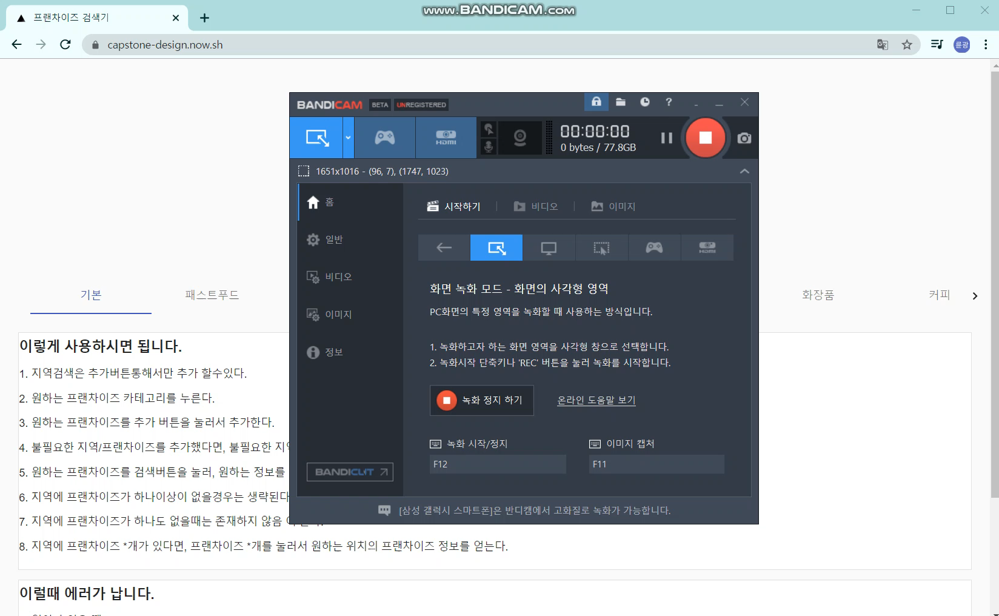 프랜차이즈 검색기
www.BANDICAM.com
capstone-design.now.sh
륜광
BANDICAM BETA UNREGISTERED
HDMI
00:00:00
0 bytes / 77.8GB
1651x1016 - (96, 7), (1747, 1023)
홈
일반
비디오
이미지
정보
BANDICUT
시작하기
비디오
이미지
HDMI
화면 녹화 모드 - 화면의 사각형 영역
PC화면의 특정 영역을 녹화할 때 사용하는 방식입니다.
1. 녹화하고자 하는 화면 영역을 사각형 창으로 선택합니다.
2. 녹화시작 단축키나 'REC' 버튼을 눌러 녹화를 시작합니다.
녹화 정지 하기
온라인 도움말 보기
녹화 시작/정지
이미지 캡처
F12
F11
[삼성 갤럭시 스마트폰]은 반디캠에서 고화질로 녹화가 가능합니다.
기본
패스트푸드
화장품
커피
이렇게 사용하시면 됩니다.
1. 지역검색은 추가버튼통해서만 추가 할수있다.
2. 원하는 프랜차이즈 카테고리를 누른다.
3. 원하는 프랜차이즈를 추가 버튼을 눌러서 추가한다.
4. 불필요한 지역/프랜차이즈를 추가했다면, 불필요한
5. 원하는 프랜차이즈를 검색버튼을 눌러, 원하는 정보를
6. 지역에 프랜차이즈가 하나이상이 없을경우는 생략된다
7. 지역에 프랜차이즈가 하나도 없을때는 존재하지 않음
8. 지역에 프랜차이즈 *개가 있다면, 프랜차이즈 *개를 눌러서 원하는 위치의 프랜차이즈 정보를 얻는다.
이럴때 에러가 납니다.